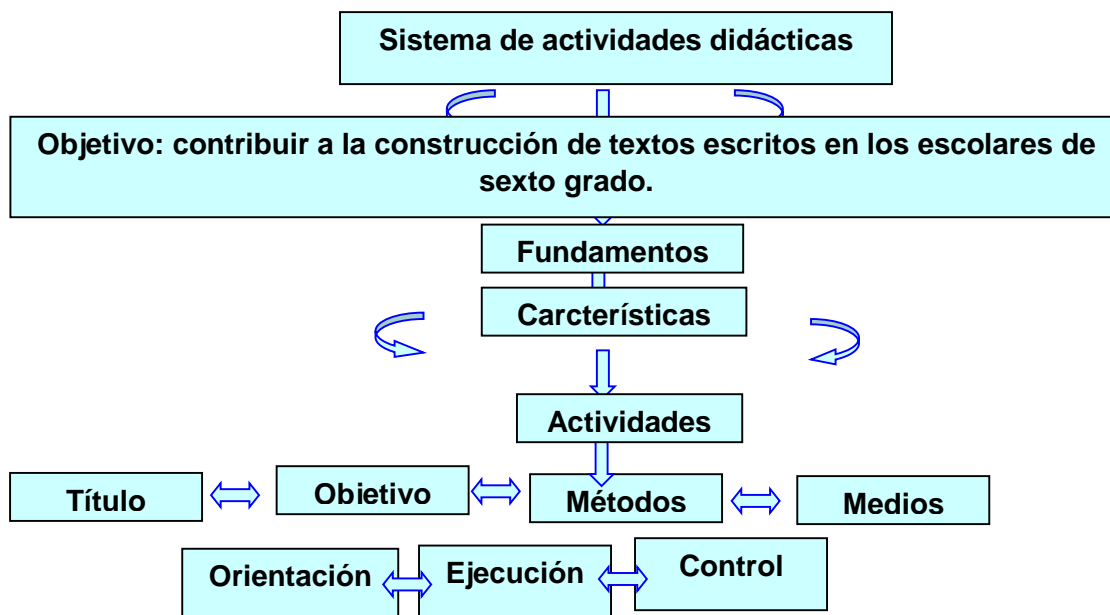 Sistema de actividades didácticas
Objetivo: contribuir a la construcción de textos escritos en los escolares de
sexto grado.
Fundamentos
Carcterísticas
Actividades
Título
Obietivo
Métodos
Medios
Orientación
Ejecución
Control